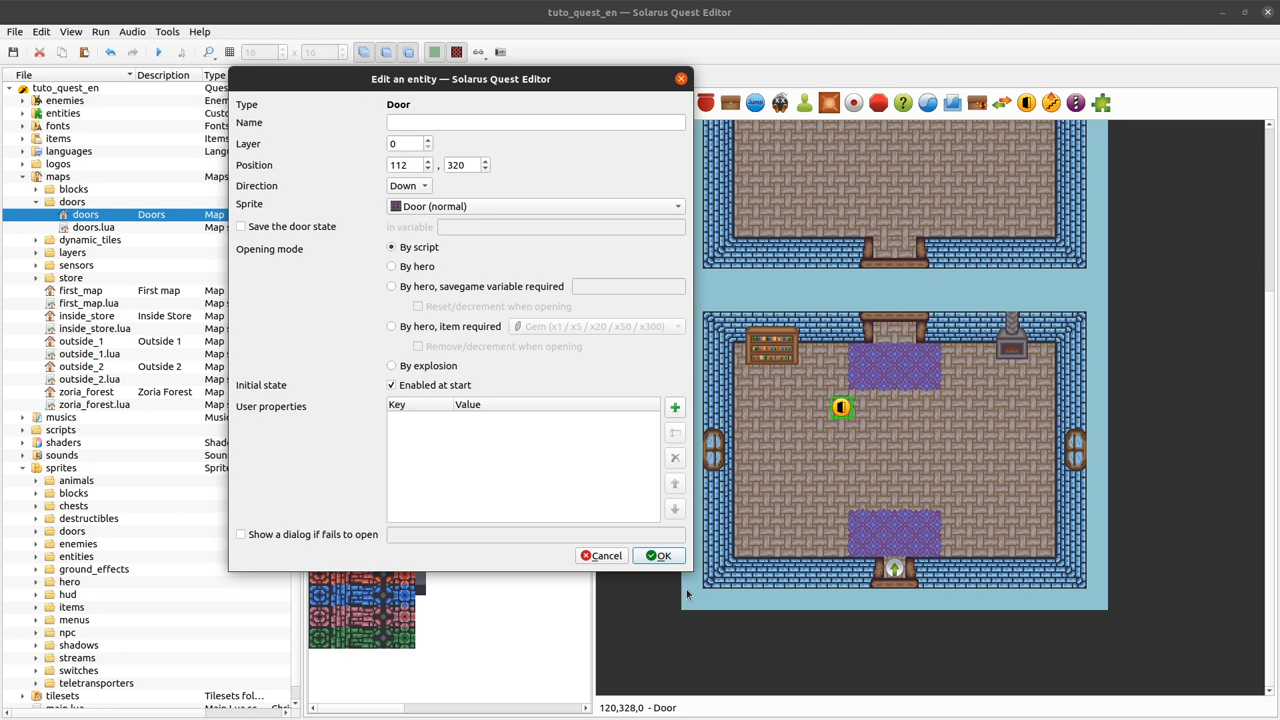 tuto_quest_en — Solarus Quest Editor
File Edit View Run Audio Tools Help
16 x 16
File Description Type
tuto_quest_en Ques
enemies Enem
entities Custo
fonts Fonts
items Items
languages Langu
logos
maps Maps
blocks
doors
doors Doors Map
doors.lua Map s
dynamic_tiles
layers
sensors
store
first_map First map Map
first_map.lua Map s
inside_store Inside Store Map
inside_store.lua Map s
outside_1 Outside 1 Map
outside_1.lua Map s
outside_2 Outside 2 Map
outside_2.lua Map s
zoria_forest Zoria Forest Map
zoria_forest.lua Map s
musics Music
scripts
shaders Shade
sounds Sound
sprites Sprite
animals
blocks
chests
destructibles
doors
enemies
entities
ground_effects
hero
hud
items
menus
npc
shadows
streams
switches
teletransporters
tilesets Tilesets fol...
Edit an entity — Solarus Quest Editor
Type Door
Name
Layer 0
Position 112 , 320
Direction Down
Sprite Door (normal)
Save the door state in variable
Opening mode By script
By hero
By hero, savegame variable required
Reset/decrement when opening
By hero, item required Gem (x1 / x5 / x20 / x50 / x300)
Remove/decrement when opening
By explosion
Initial state Enabled at start
User properties Key Value
Show a dialog if fails to open
Cancel OK
Jump
120,328,0 - Door